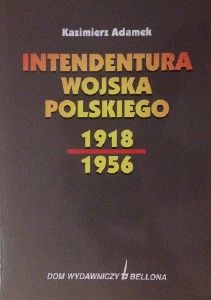 Kazimierz Adamek
INTENDENTURA
WOJSKA
POLSKIEGO
1918
1956
DOM WYDAWNICZY BELLONA